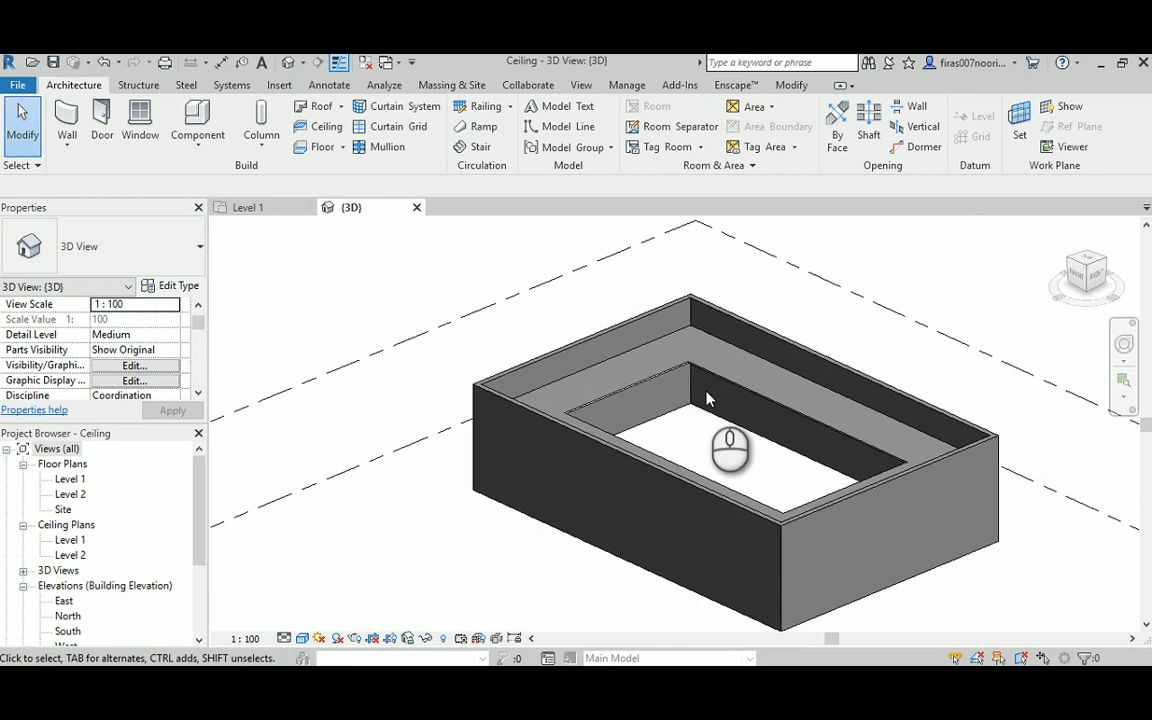 Ceiling - 3D View: {3D}
Type a keyword or phrase
firas007noori...
File Architecture Structure Steel Systems Insert Annotate Analyze Massing & Site Collaborate View Manage Add-Ins Enscape™ Modify
Modify
Wall
Door
Window
Component
Column
Roof
Ceiling
Floor
Curtain System
Curtain Grid
Mullion
Railing
Ramp
Stair
Model Text
Model Line
Model Group
Room
Room Separator
Tag Room
Area
Area Boundary
Tag Area
By
Face
Shaft
Wall
Vertical
Dormer
Level
Grid
Set
Show
Ref Plane
Viewer
Select Build Circulation Model Room & Area Opening Datum Work Plane
Properties
Level 1
{3D}
3D View
3D View: {3D}
Edit Type
View Scale 1 : 100
Scale Value 1: 100
Detail Level Medium
Parts Visibility Show Original
Visibility/Graphi... Edit...
Graphic Display ... Edit...
Discipline Coordination
Properties help Apply
Project Browser - Ceiling
Views (all)
Floor Plans
Level 1
Level 2
Site
Ceiling Plans
Level 1
Level 2
3D Views
Elevations (Building Elevation)
East
North
South
1 : 100
Click to select, TAB for alternates, CTRL adds, SHIFT unselects.
:0
Main Model
:0